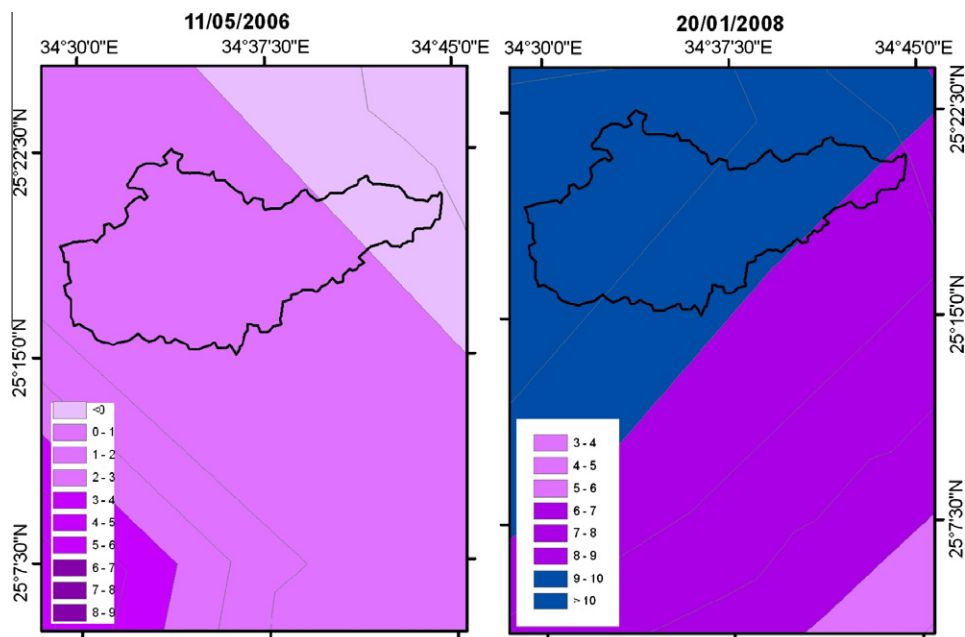 11/05/2006
34°30'0"E 34°37'30"E 34°45'0"E
25°22'30"N
25°15'0"N
25°7'30"N
<0
0 - 1
1 - 2
2 - 3
3 - 4
4 - 5
5 - 6
6 - 7
7 - 8
8 - 9
20/01/2008
34°30'0"E 34°37'30"E 34°45'0"E
3 - 4
4 - 5
5 - 6
6 - 7
7 - 8
8 - 9
9 - 10
> 10
25°22'30"N
25°15'0"N
25°7'30"N